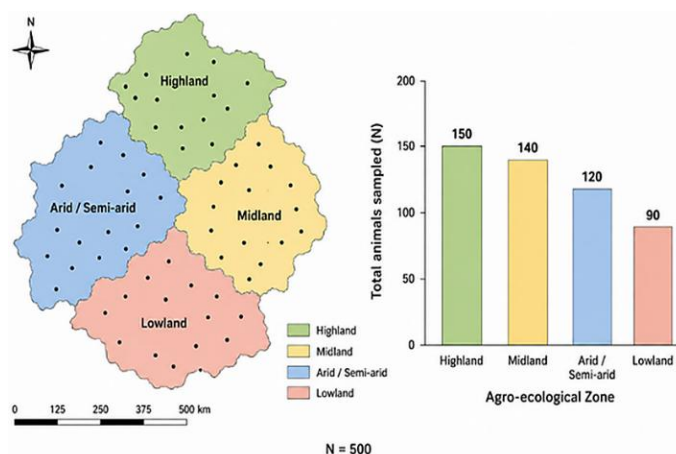 N
Highland
Arid / Semi-arid
Midland
Lowland
Highland
Midland
Arid / Semi-arid
Lowland
0 125 250 375 500 km
Total animals sampled (N)
200
150
100
50
0
150
140
120
90
Highland
Midland
Arid /
Semi-arid
Lowland
Agro-ecological Zone
N = 500